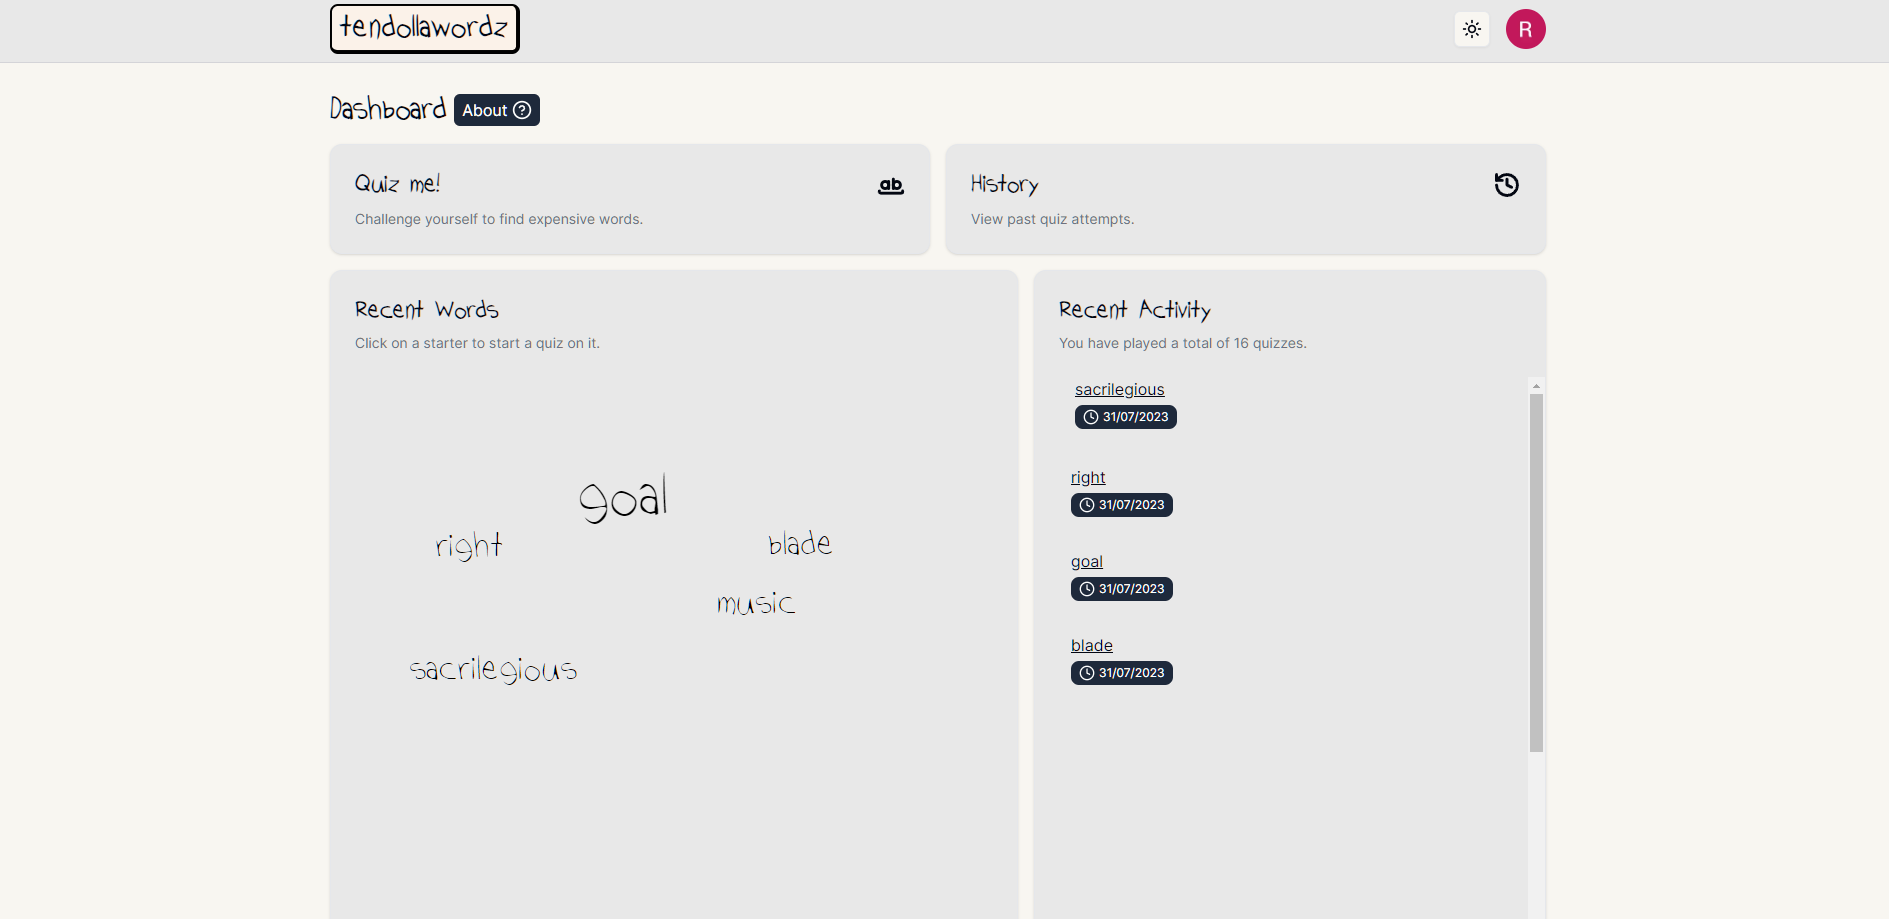 tendollawordz
R
Dashboard About
Quiz me!
ab
Challenge yourself to find expensive words.
History
View past quiz attempts.
Recent Words
Click on a starter to start a quiz on it.
goal
right
blade
music
sacrilegious
Recent Activity
You have played a total of 16 quizzes.
sacrilegious
31/07/2023
right
31/07/2023
goal
31/07/2023
blade
31/07/2023